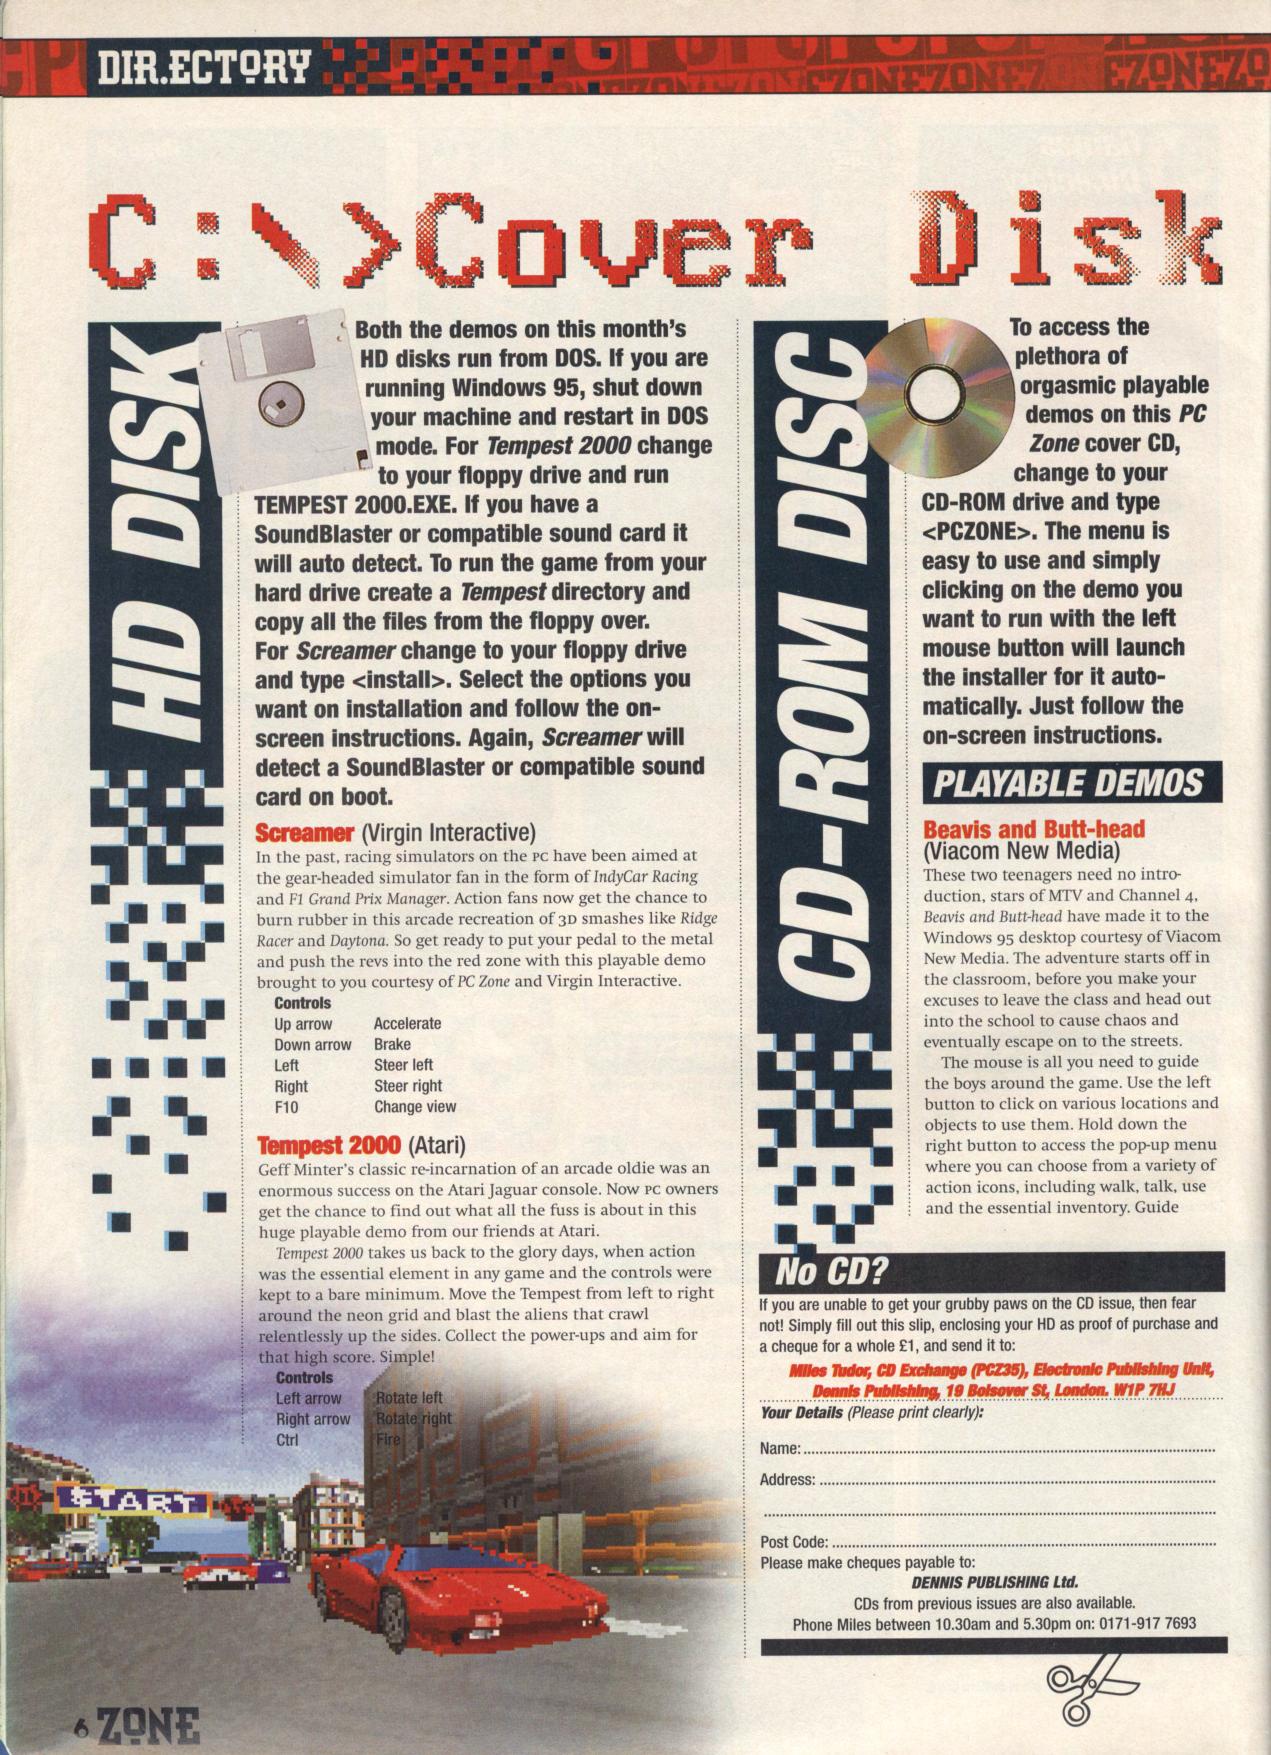 DIR.ECTORY
C:\>Cover Disk
HD DISK
Both the demos on this month's
HD disks run from DOS. If you are
running Windows 95, shut down
your machine and restart in DOS
mode. For Tempest 2000 change
to your floppy drive and run
TEMPEST 2000.EXE. If you have a
SoundBlaster or compatible sound card it
will auto detect. To run the game from your
hard drive create a Tempest directory and
copy all the files from the floppy over.
For Screamer change to your floppy drive
and type <install>. Select the options you
want on installation and follow the on-
screen instructions. Again, Screamer will
detect a SoundBlaster or compatible sound
card on boot.
Screamer (Virgin Interactive)
In the past, racing simulators on the PC have been aimed at
the gear-headed simulator fan in the form of IndyCar Racing
and F1 Grand Prix Manager. Action fans now get the chance to
burn rubber in this arcade recreation of 3D smashes like Ridge
Racer and Daytona. So get ready to put your pedal to the metal
and push the revs into the red zone with this playable demo
brought to you courtesy of PC Zone and Virgin Interactive.
Controls
Up arrow Accelerate
Down arrow Brake
Left Steer left
Right Steer right
F10 Change view
Tempest 2000 (Atari)
Geff Minter's classic re-incarnation of an arcade oldie was an
enormous success on the Atari Jaguar console. Now PC owners
get the chance to find out what all the fuss is about in this
huge playable demo from our friends at Atari.
Tempest 2000 takes us back to the glory days, when action
was the essential element in any game and the controls were
kept to a bare minimum. Move the Tempest from left to right
around the neon grid and blast the aliens that crawl
relentlessly up the sides. Collect the power-ups and aim for
that high score. Simple!
Controls
Left arrow Rotate left
Right arrow Rotate right
Ctrl Fire
START
CD-ROM DISC
To access the
plethora of
orgasmic playable
demos on this PC
Zone cover CD,
change to your
CD-ROM drive and type
<PCZONE>. The menu is
easy to use and simply
clicking on the demo you
want to run with the left
mouse button will launch
the installer for it auto-
matically. Just follow the
on-screen instructions.
PLAYABLE DEMOS
Beavis and Butt-head
(Viacom New Media)
These two teenagers need no intro-
duction, stars of MTV and Channel 4,
Beavis and Butt-head have made it to the
Windows 95 desktop courtesy of Viacom
New Media. The adventure starts off in
the classroom, before you make your
excuses to leave the class and head out
into the school to cause chaos and
eventually escape on to the streets.
The mouse is all you need to guide
the boys around the game. Use the left
button to click on various locations and
objects to use them. Hold down the
right button to access the pop-up menu
where you can choose from a variety of
action icons, including walk, talk, use
and the essential inventory. Guide
No CD?
If you are unable to get your grubby paws on the CD issue, then fear
not! Simply fill out this slip, enclosing your HD as proof of purchase and
a cheque for a whole £1, and send it to:
Miles Tudor, CD Exchange (PCZ35), Electronic Publishing Unit,
Dennis Publishing, 19 Bolsover St, London. W1P 7HJ
Your Details (Please print clearly):
Name:
Address:
Post Code:
Please make cheques payable to:
DENNIS PUBLISHING Ltd.
CDs from previous issues are also available.
Phone Miles between 10.30am and 5.30pm on: 0171-917 7693
6 ZONE